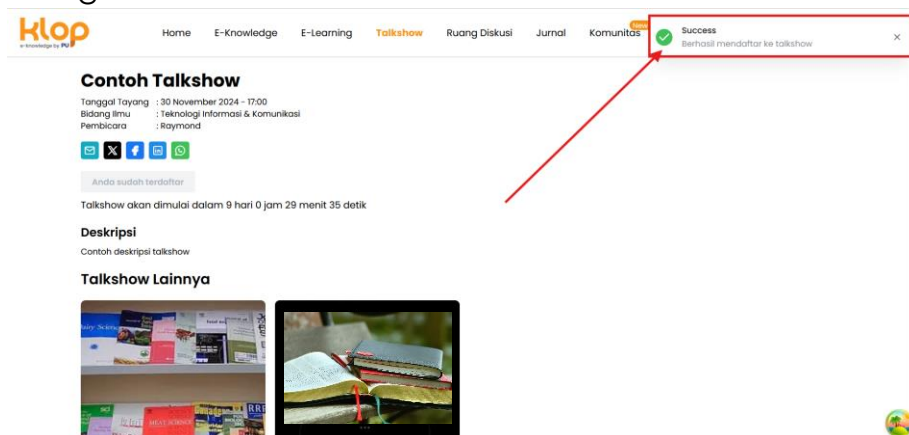 klop
e-knowledge by PU
Home E-Knowledge E-Learning Talkshow Ruang Diskusi Jurnal Komunitas New
Success
Berhasil mendaftar ke talkshow
Contoh Talkshow
Tanggal Tayang : 30 November 2024 - 17:00
Bidang Ilmu : Teknologi Informasi & Komunikasi
Pembicara : Raymond
Anda sudah terdaftar
Talkshow akan dimulai dalam 9 hari 0 jam 29 menit 35 detik
Deskripsi
Contoh deskripsi talkshow
Talkshow Lainnya